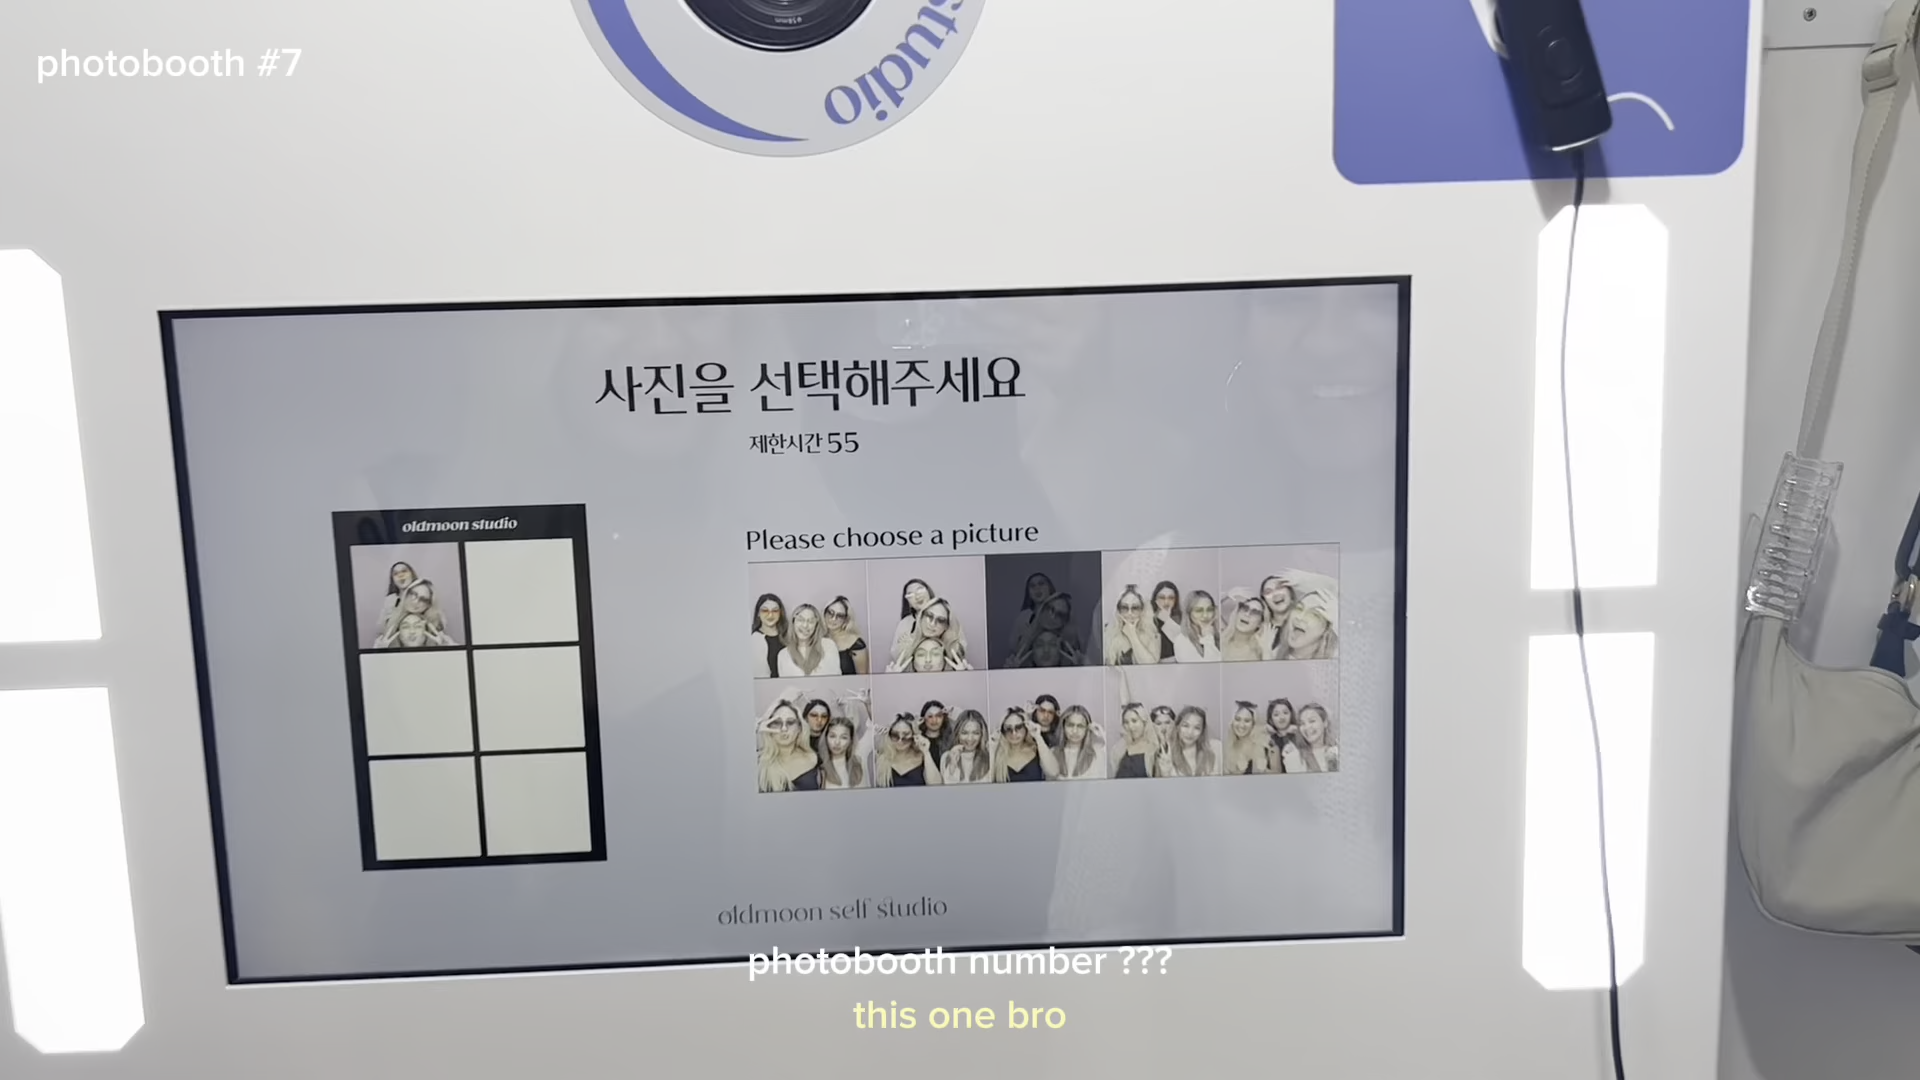 photobooth #7
studio
사진을 선택해주세요
제한시간 55
oldmoon studio
Please choose a picture
oldmoon self studio
photobooth number ???
this one bro